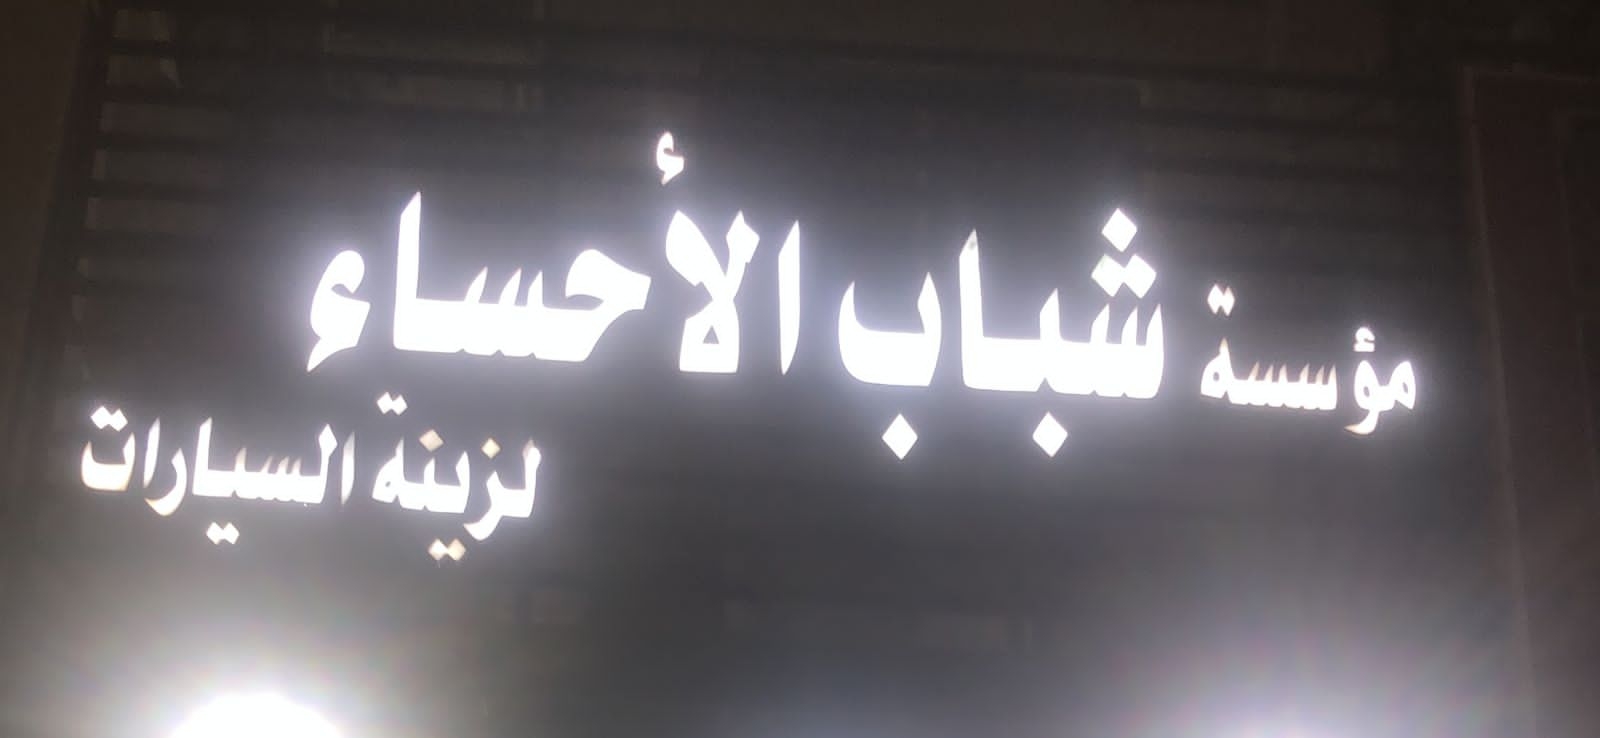 مؤسسة شباب الأحساء
لزينة السيارات